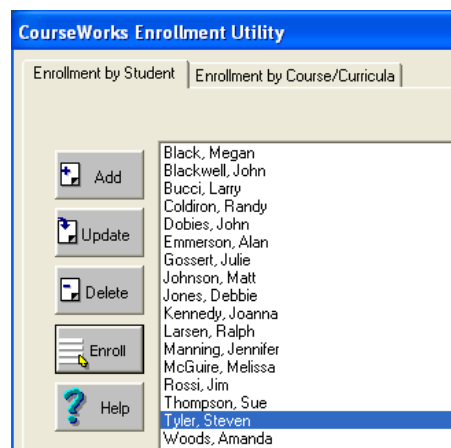 CourseWorks Enrollment Utility
Enrollment by Student
Enrollment by Course/Curricula
Add
Update
Delete
Enroll
Help
Black, Megan
Blackwell, John
Bucci, Larry
Coldiron, Randy
Dobies, John
Emmerson, Alan
Gossert, Julie
Johnson, Matt
Jones, Debbie
Kennedy, Joanna
Larsen, Ralph
Manning, Jennifer
McGuire, Melissa
Rossi, Jim
Thompson, Sue
Tyler, Steven
Woods, Amanda